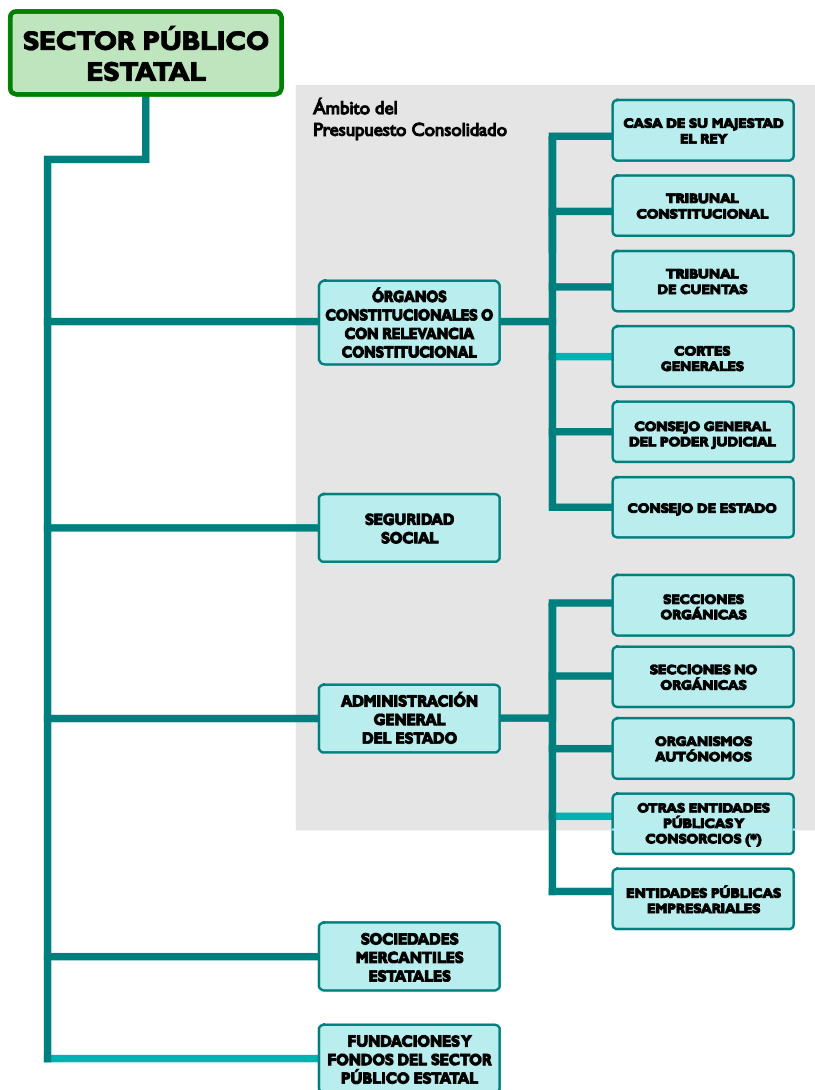 SECTOR PÚBLICO
ESTATAL
Ámbito del
Presupuesto Consolidado
ÓRGANOS
CONSTITUCIONALES O
CON RELEVANCIA
CONSTITUCIONAL
CASA DE SU MAJESTAD
EL REY
TRIBUNAL
CONSTITUCIONAL
TRIBUNAL
DE CUENTAS
CORTES
GENERALES
CONSEJO GENERAL
DEL PODER JUDICIAL
CONSEJO DE ESTADO
SEGURIDAD
SOCIAL
ADMINISTRACIÓN
GENERAL
DEL ESTADO
SECCIONES
ORGÁNICAS
SECCIONES NO
ORGÁNICAS
ORGANISMOS
AUTÓNOMOS
OTRAS ENTIDADES
PÚBLICAS Y
CONSORCIOS (*)
ENTIDADES PÚBLICAS
EMPRESARIALES
SOCIEDADES
MERCANTILES
ESTATALES
FUNDACIONES Y
FONDOS DEL SECTOR
PÚBLICO ESTATAL